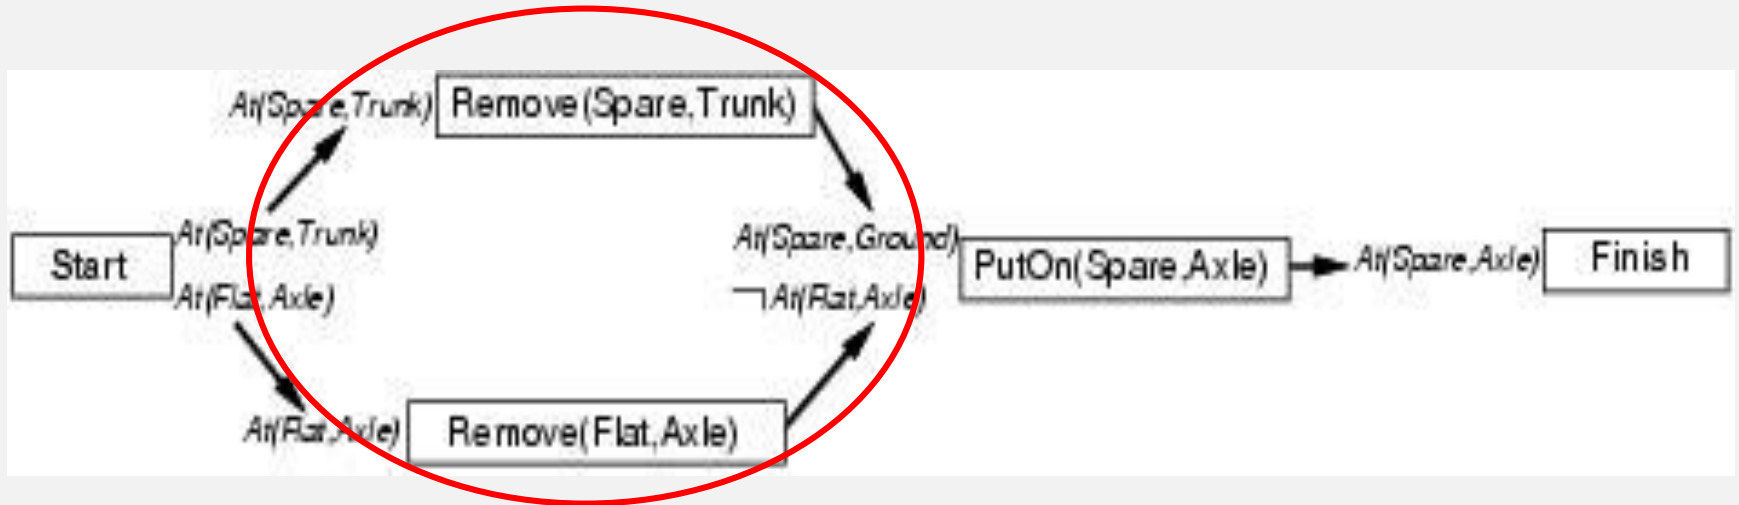 At(Spare,Trunk)
Remove(Spare,Trunk)
Start
At(Spare,Trunk)
At(Flat,Axle)
At(Flat,Axle)
Remove(Flat,Axle)
At(Spare,Ground)
¬At(Flat,Axle)
PutOn(Spare,Axle)
At(Spare,Axle)
Finish